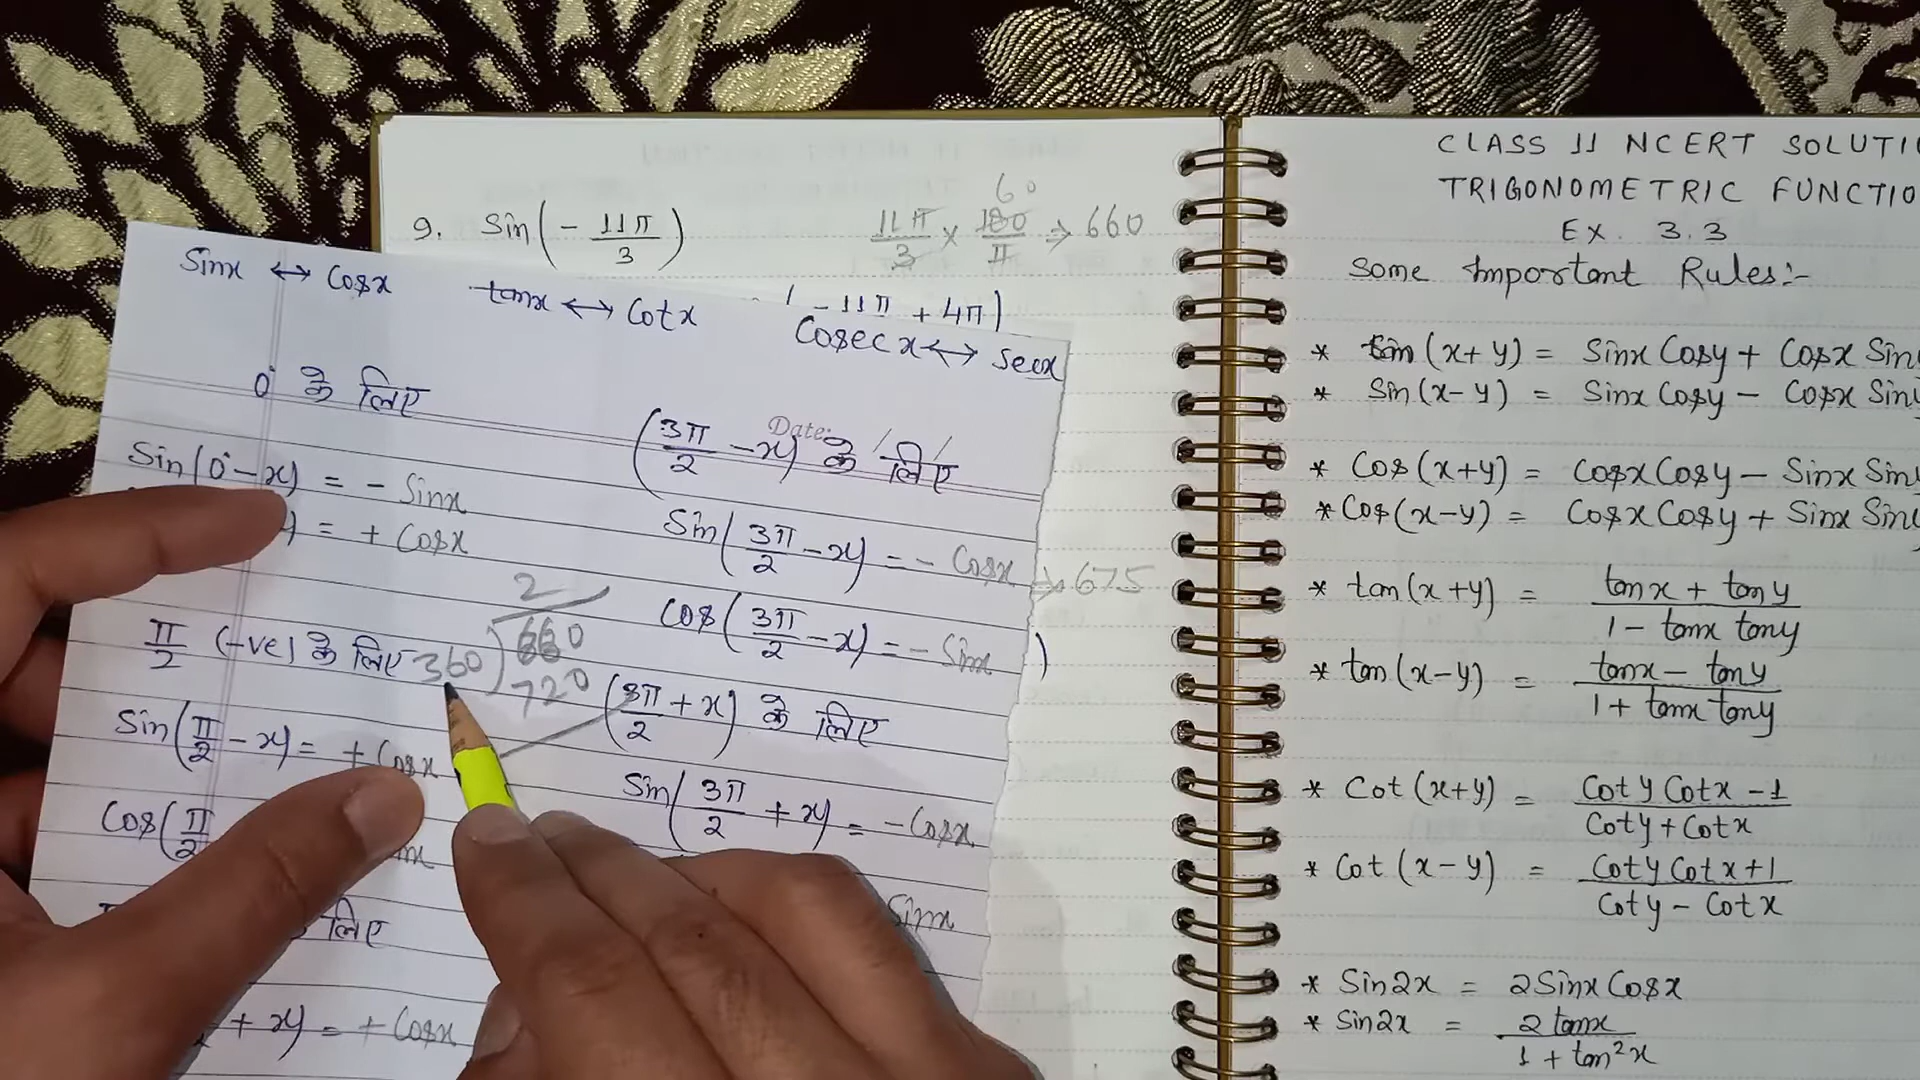 9. Sin(- 11π/3)
11π/3 × 180/π ⇒ 660
60
-11π + 4π)
Sinx ↔ Cosx
tanx ↔ Cotx
Cosec x ↔ secx
0° के लिए
Sin(0°-x) = - Sinx
= + Cosx
π/2 (-ve) के लिए
2
360)660
720
Sin(π/2 - x) = + Cosx
Cos(π/2
लिए
+ x) = + Cosx
Date: / /
(3π/2 - x) के लिए
Sin(3π/2 - x) = - Cosx
⇒ 675
Cos(3π/2 - x) = - Sinx
)
(3π/2 + x) के लिए
Sin(3π/2 + x) = - Cosx
Sinx
CLASS 11 NCERT SOLUTI
TRIGONOMETRIC FUNCTIO
EX. 3.3
Some Important Rules:-
* Sin(x+y) = Sinx Cosy + Cosx Sin
* Sin(x-y) = Sinx Cosy - Cosx Siny
* Cos(x+y) = Cosx Cosy - Sinx Siny
* Cos(x-y) = Cosx Cosy + Sinx Siny
* tan(x+y) = tanx + tany / 1 - tanx tany
* tan(x-y) = tanx - tany / 1 + tanx tany
* Cot(x+y) = Coty Cotx - 1 / Coty + Cotx
* Cot(x-y) = Coty Cotx + 1 / Coty - Cotx
* Sin2x = 2Sinx Cosx
* Sin2x = 2tanx / 1 + tan²x